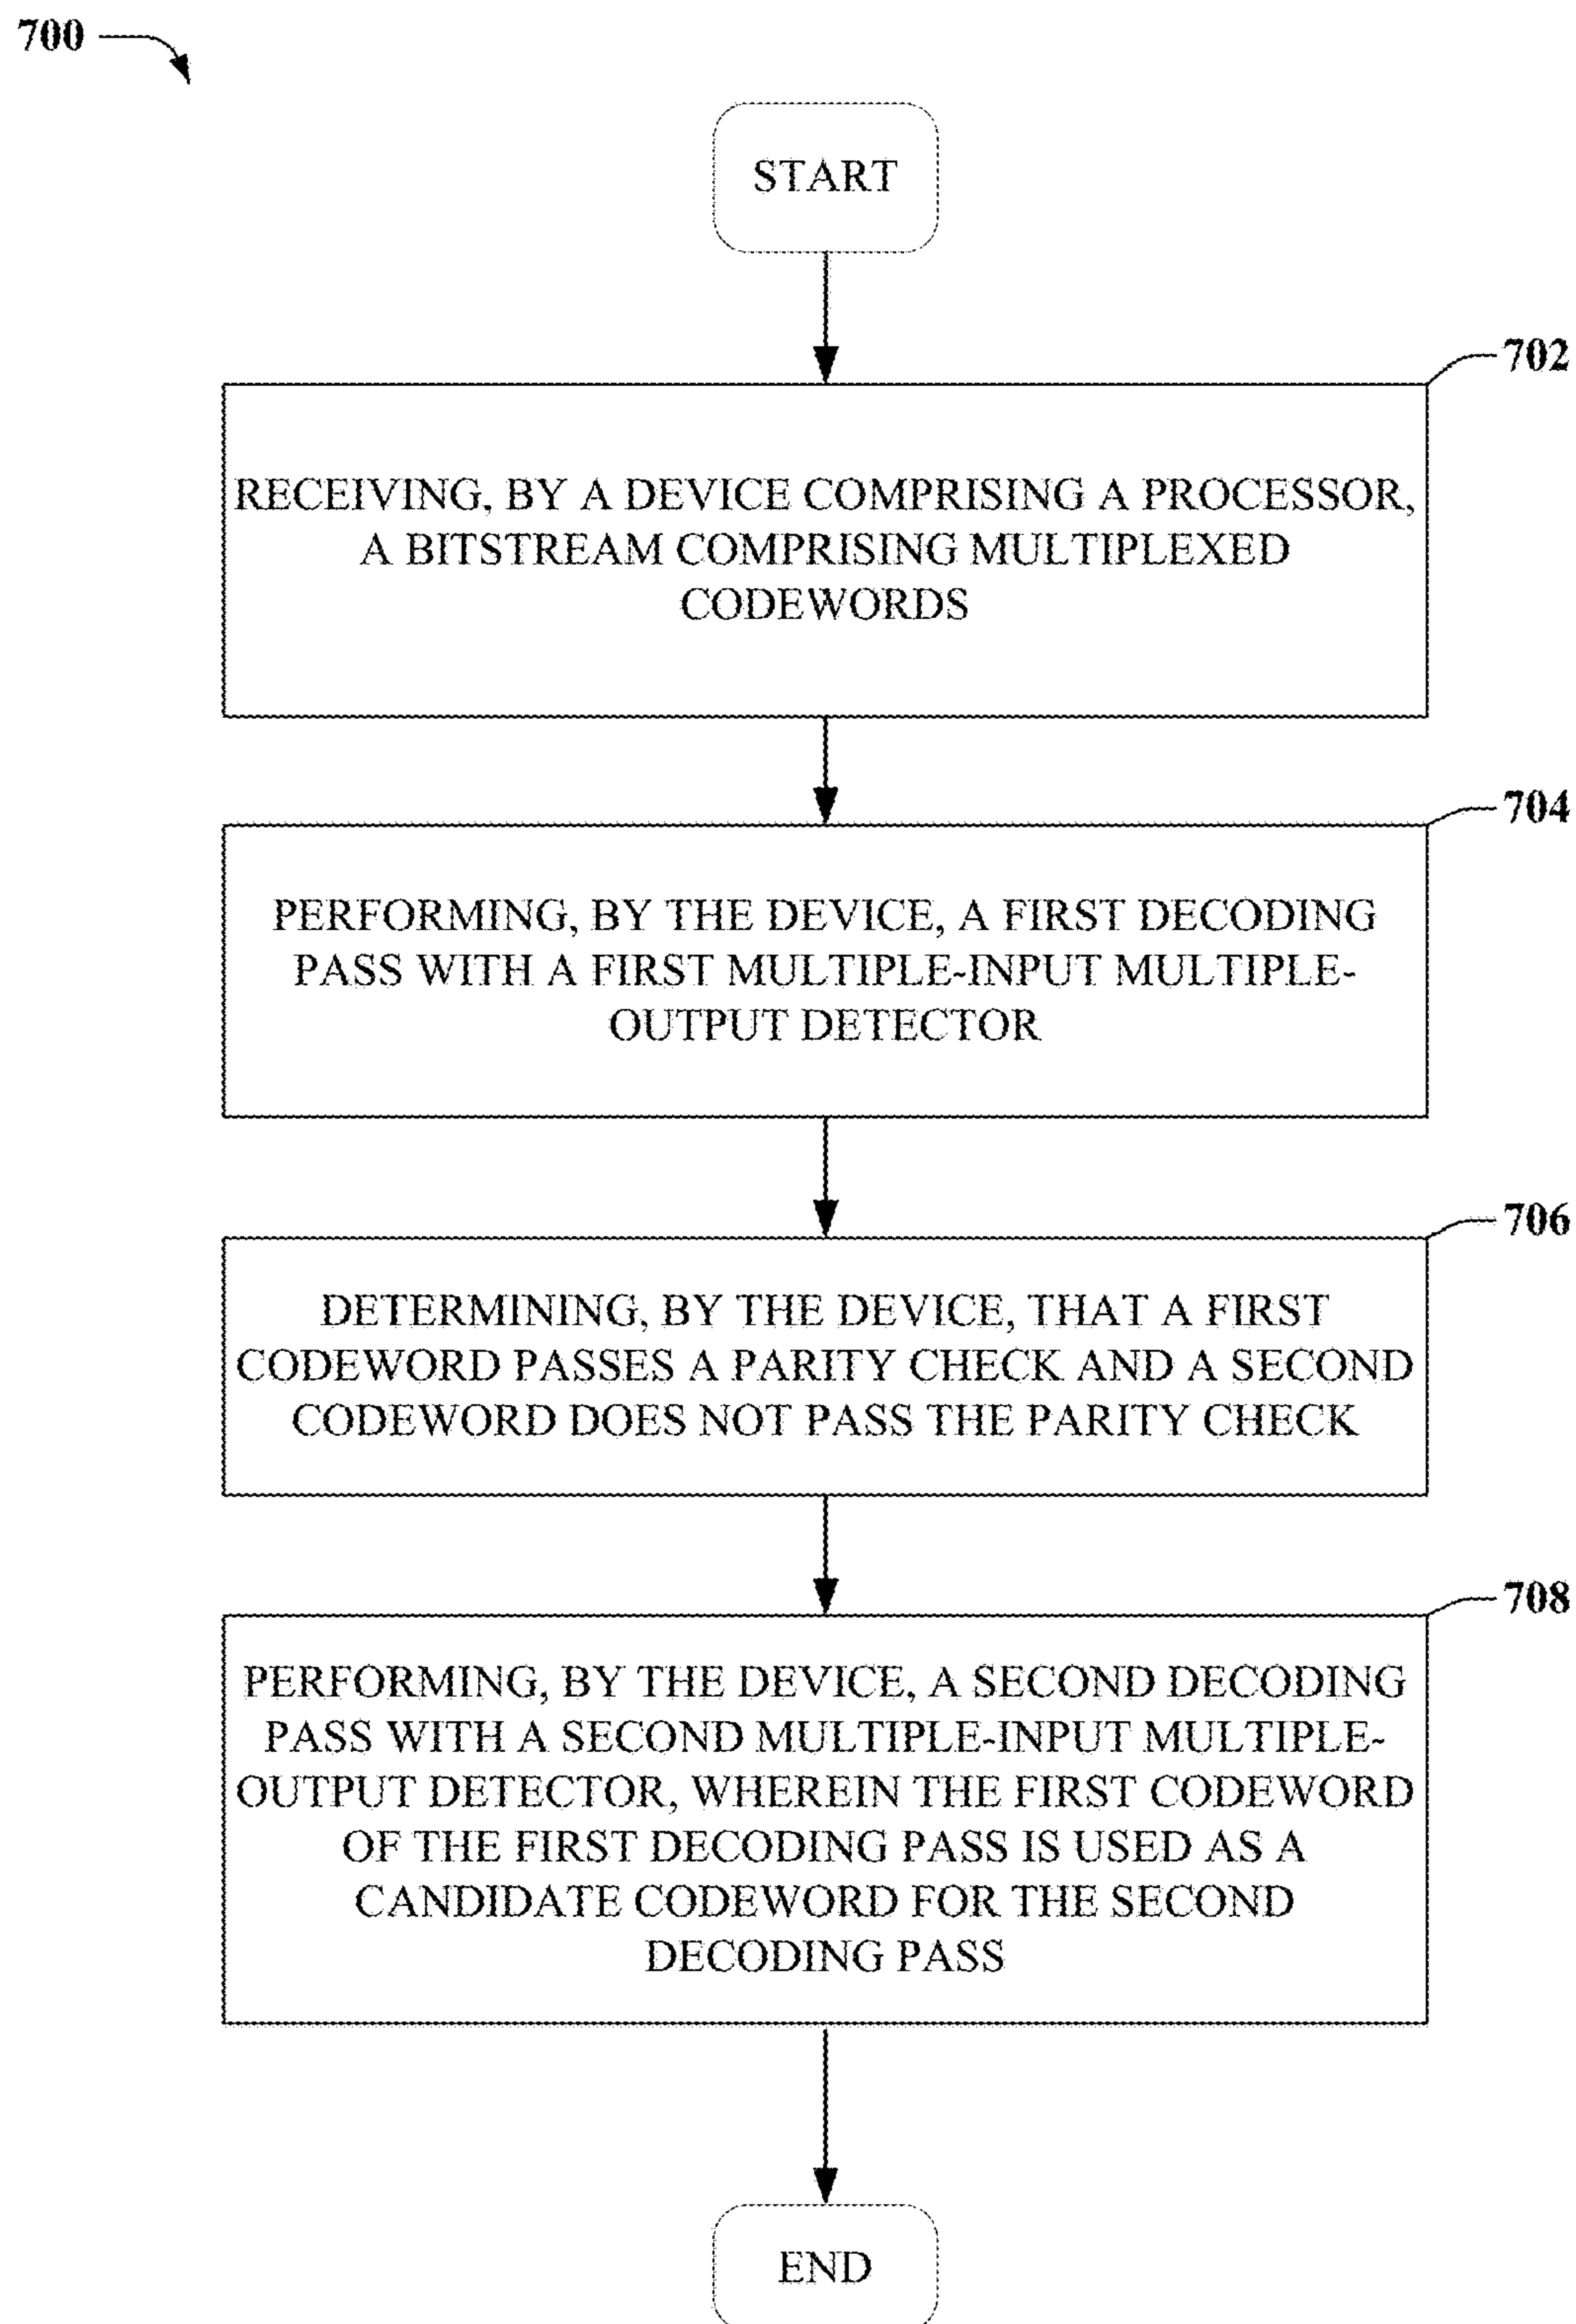 700
START
702
RECEIVING, BY A DEVICE COMPRISING A PROCESSOR,
A BITSTREAM COMPRISING MULTIPLEXED
CODEWORDS
704
PERFORMING, BY THE DEVICE, A FIRST DECODING
PASS WITH A FIRST MULTIPLE-INPUT MULTIPLE-
OUTPUT DETECTOR
706
DETERMINING, BY THE DEVICE, THAT A FIRST
CODEWORD PASSES A PARITY CHECK AND A SECOND
CODEWORD DOES NOT PASS THE PARITY CHECK
708
PERFORMING, BY THE DEVICE, A SECOND DECODING
PASS WITH A SECOND MULTIPLE-INPUT MULTIPLE-
OUTPUT DETECTOR, WHEREIN THE FIRST CODEWORD
OF THE FIRST DECODING PASS IS USED AS A
CANDIDATE CODEWORD FOR THE SECOND
DECODING PASS
END